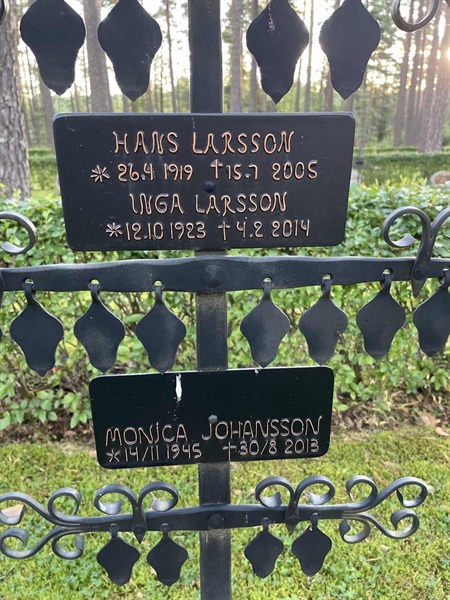 HANS LARSSON
* 26.4 1919 † 15.7 2005
INGA LARSSON
* 12.10 1923 † 4.2 2014
MONICA JOHANSSON
* 14/11 1945 † 30/8 2013